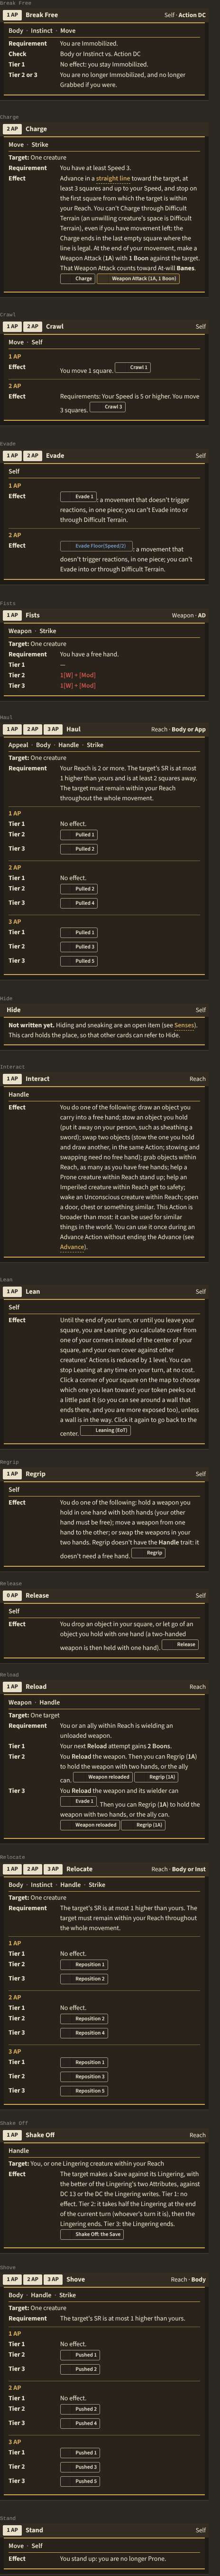 Break Free
1 AP Break Free Self · Action DC
Body · Instinct · Move
Requirement You are Immobilized.
Check Body or Instinct vs. Action DC
Tier 1 No effect: you stay Immobilized.
Tier 2 or 3 You are no longer Immobilized, and no longer
Grabbed if you were.
Charge
2 AP Charge
Move · Strike
Target: One creature
Requirement You have at least Speed 3.
Effect Advance in a straight line toward the target, at
least 3 squares and up to your Speed, and stop on
the first square from which the target is within
your Reach. You can't Charge through Difficult
Terrain (an unwilling creature's space is Difficult
Terrain), even if you have movement left: the
Charge ends in the last empty square where the
line is legal. At the end of your movement, make a
Weapon Attack (1A) with 1 Boon against the target.
That Weapon Attack counts toward At-will Banes.
Charge Weapon Attack (1A, 1 Boon)
Crawl
1 AP 2 AP Crawl Self
Move · Self
1 AP
Effect You move 1 square. Crawl 1
2 AP
Effect Requirements: Your Speed is 5 or higher. You move
3 squares. Crawl 3
Evade
1 AP 2 AP Evade Self
Self
1 AP
Effect Evade 1 : a movement that doesn't trigger
reactions, in one piece; you can't Evade into or
through Difficult Terrain.
2 AP
Effect Evade Floor(Speed/2) : a movement that
doesn't trigger reactions, in one piece; you can't
Evade into or through Difficult Terrain.
Fists
1 AP Fists Weapon · AD
Weapon · Strike
Target: One creature
Requirement You have a free hand.
Tier 1 —
Tier 2 1[W] + [Mod]
Tier 3 1[W] + [Mod]
Haul
1 AP 2 AP 3 AP Haul Reach · Body or App
Appeal · Body · Handle · Strike
Target: One creature
Requirement Your Reach is 2 or more. The target's SR is at most
1 higher than yours and is at least 2 squares away.
The target must remain within your Reach
throughout the whole movement.
1 AP
Tier 1 No effect.
Tier 2 Pulled 1
Tier 3 Pulled 2
2 AP
Tier 1 No effect.
Tier 2 Pulled 2
Tier 3 Pulled 4
3 AP
Tier 1 Pulled 1
Tier 2 Pulled 3
Tier 3 Pulled 5
Hide
Hide Self
Not written yet. Hiding and sneaking are an open item (see Senses).
This card holds the place, so that other cards can refer to Hide.
Interact
1 AP Interact Reach
Handle
Effect You do one of the following: draw an object you
carry into a free hand; stow an object you hold
(put it away on your person, such as sheathing a
sword); swap two objects (stow the one you hold
and draw another, in the same Action; stowing and
swapping need no free hand); grab objects within
Reach, as many as you have free hands; help a
Prone creature within Reach stand up; help an
Imperiled creature within Reach get to safety;
make an Unconscious creature within Reach; open
a door, chest or something similar. This Action is
broader than most: it can be used for similar
things in the world. You can use it once during an
Advance Action without ending the Advance (see
Advance).
Lean
1 AP Lean Self
Self
Effect Until the end of your turn, or until you leave your
square, you are Leaning: you calculate cover from
one of your corners instead of the center of your
square, and your own cover against other
creatures' Actions is reduced by 1 level. You can
stop Leaning at any time on your turn, at no cost.
Click a corner of your square on the map to choose
which one you lean toward: your token peeks out
a little past it (so you can see around a wall that
ends there, and you are more exposed too), unless
a wall is in the way. Click it again to go back to the
center. Leaning (EoT)
Regrip
1 AP Regrip Self
Self
Effect You do one of the following: hold a weapon you
hold in one hand with both hands (your other
hand must be free); move a weapon from one
hand to the other; or swap the weapons in your
two hands. Regrip doesn't have the Handle trait: it
doesn't need a free hand. Regrip
Release
0 AP Release Self
Self
Effect You drop an object in your square, or let go of an
object you hold with one hand (a two-handed
weapon is then held with one hand). Release
Reload
1 AP Reload Reach
Weapon · Handle
Target: One target
Requirement You or an ally within Reach is wielding an
unloaded weapon.
Tier 1 Your next Reload attempt gains 2 Boons.
Tier 2 You Reload the weapon. Then you can Regrip (1A)
to hold the weapon with two hands, or the ally
can. Weapon reloaded Regrip (1A)
Tier 3 You Reload the weapon and its wielder can
Evade 1 . Then you can Regrip (1A) to hold the
weapon with two hands, or the ally can.
Weapon reloaded Regrip (1A)
Relocate
1 AP 2 AP 3 AP Relocate Reach · Body or Inst
Body · Instinct · Handle · Strike
Target: One creature
Requirement The target's SR is at most 1 higher than yours. The
target must remain within your Reach throughout
the whole movement.
1 AP
Tier 1 No effect.
Tier 2 Reposition 1
Tier 3 Reposition 2
2 AP
Tier 1 No effect.
Tier 2 Reposition 2
Tier 3 Reposition 4
3 AP
Tier 1 Reposition 1
Tier 2 Reposition 3
Tier 3 Reposition 5
Shake Off
1 AP Shake Off Reach
Handle
Target: You, or one Lingering creature within your Reach
Effect The target makes a Save against its Lingering, with
the better of the Lingering's two Attributes, against
DC 13 or the DC the Lingering writes. Tier 1: no
effect. Tier 2: it takes half the Lingering at the end
of the current turn (whoever's turn it is), then the
Lingering ends. Tier 3: the Lingering ends.
Shake Off: the Save
Shove
1 AP 2 AP 3 AP Shove Reach · Body
Body · Handle · Strike
Target: One creature
Requirement The target's SR is at most 1 higher than yours.
1 AP
Tier 1 No effect.
Tier 2 Pushed 1
Tier 3 Pushed 2
2 AP
Tier 1 No effect.
Tier 2 Pushed 2
Tier 3 Pushed 4
3 AP
Tier 1 Pushed 1
Tier 2 Pushed 3
Tier 3 Pushed 5
Stand
1 AP Stand Self
Move · Self
Effect You stand up: you are no longer Prone.